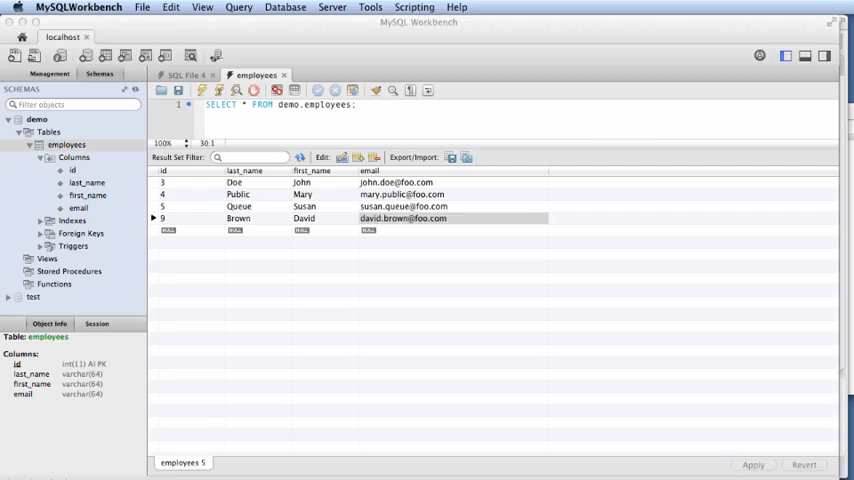 MySQLWorkbench File Edit View Query Database Server Tools Scripting Help
MySQL Workbench
localhost
Management Schemas
SQL File 4 employees
SCHEMAS
Filter objects
1 SELECT * FROM demo.employees;
demo
Tables
employees
Columns
id
last_name
first_name
email
Indexes
Foreign Keys
Triggers
Views
Stored Procedures
Functions
test
100% 30:1
Result Set Filter: Edit: Export/Import:
id last_name first_name email
3 Doe John john.doe@foo.com
4 Public Mary mary.public@foo.com
5 Queue Susan susan.queue@foo.com
9 Brown David david.brown@foo.com
NULL NULL NULL NULL
Object Info Session
Table: employees
Columns:
id int(11) AI PK
last_name varchar(64)
first_name varchar(64)
email varchar(64)
employees 5
Apply Revert